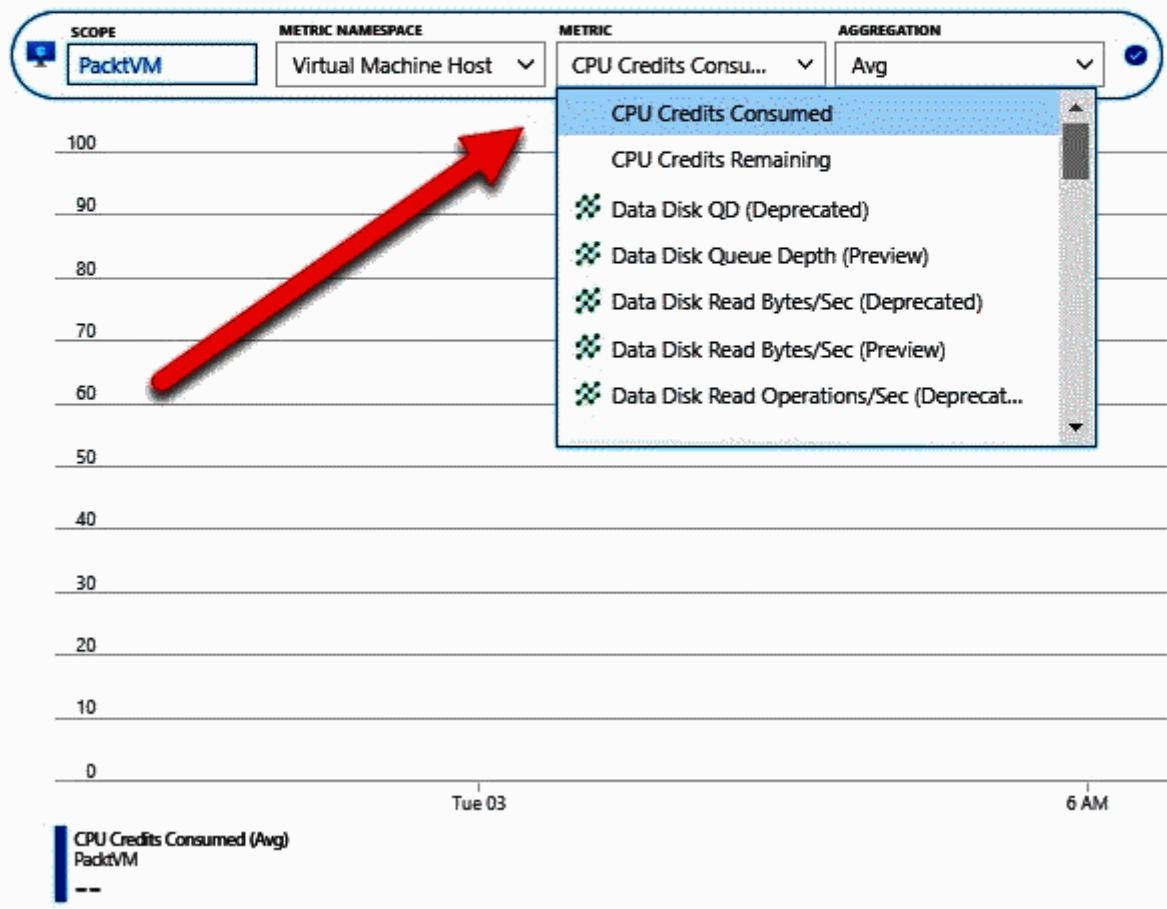 SCOPE METRIC NAMESPACE METRIC AGGREGATION
PacktVM Virtual Machine Host CPU Credits Consu... Avg
CPU Credits Consumed
CPU Credits Remaining
Data Disk QD (Deprecated)
Data Disk Queue Depth (Preview)
Data Disk Read Bytes/Sec (Deprecated)
Data Disk Read Bytes/Sec (Preview)
Data Disk Read Operations/Sec (Deprecat...
100
90
80
70
60
50
40
30
20
10
0
Tue 03 6 AM
CPU Credits Consumed (Avg)
PacktVM
--